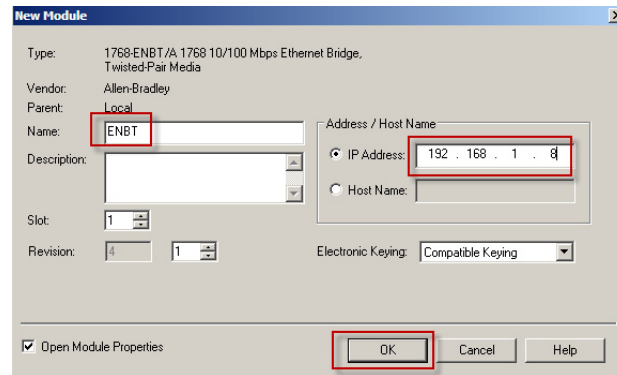 New Module
Type: 1768-ENBT/A 1768 10/100 Mbps Ethernet Bridge,
Twisted-Pair Media
Vendor: Allen-Bradley
Parent: Local
Name: ENBT
Address / Host Name
IP Address: 192 . 168 . 1 . 8
Description:
Host Name:
Slot: 1
Revision: 4 1 Electronic Keying: Compatible Keying
Open Module Properties OK Cancel Help